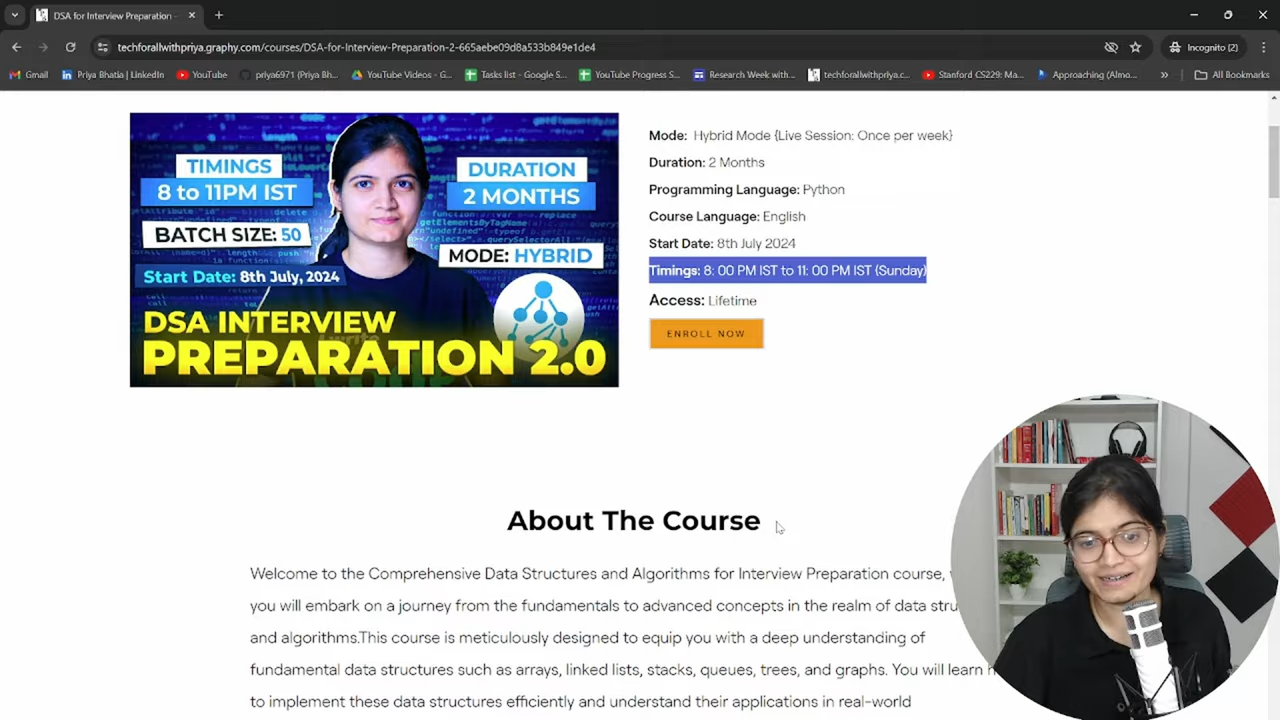 DSA for Interview Preparation -
techforallwithpriya.graphy.com/courses/DSA-for-Interview-Preparation-2-665aebe09d8a533b849e1de4
Incognito (2)
Gmail
Priya Bhatia | LinkedIn
YouTube
priya6971 (Priya Bh...
YouTube Videos - G...
Tasks list - Google S...
YouTube Progress S...
Research Week with...
techforallwithpriya.c...
Stanford CS229: Ma...
Approaching (Almo...
All Bookmarks
TIMINGS
8 to 11PM IST
BATCH SIZE: 50
Start Date: 8th July, 2024
DURATION
2 MONTHS
MODE: HYBRID
DSA INTERVIEW
PREPARATION 2.0
Mode: Hybrid Mode {Live Session: Once per week}
Duration: 2 Months
Programming Language: Python
Course Language: English
Start Date: 8th July 2024
Timings: 8: 00 PM IST to 11: 00 PM IST (Sunday)
Access: Lifetime
ENROLL NOW
About The Course
Welcome to the Comprehensive Data Structures and Algorithms for Interview Preparation course,
you will embark on a journey from the fundamentals to advanced concepts in the realm of data
and algorithms.This course is meticulously designed to equip you with a deep understanding of
fundamental data structures such as arrays, linked lists, stacks, queues, trees, and graphs. You will learn
to implement these data structures efficiently and understand their applications in real-world